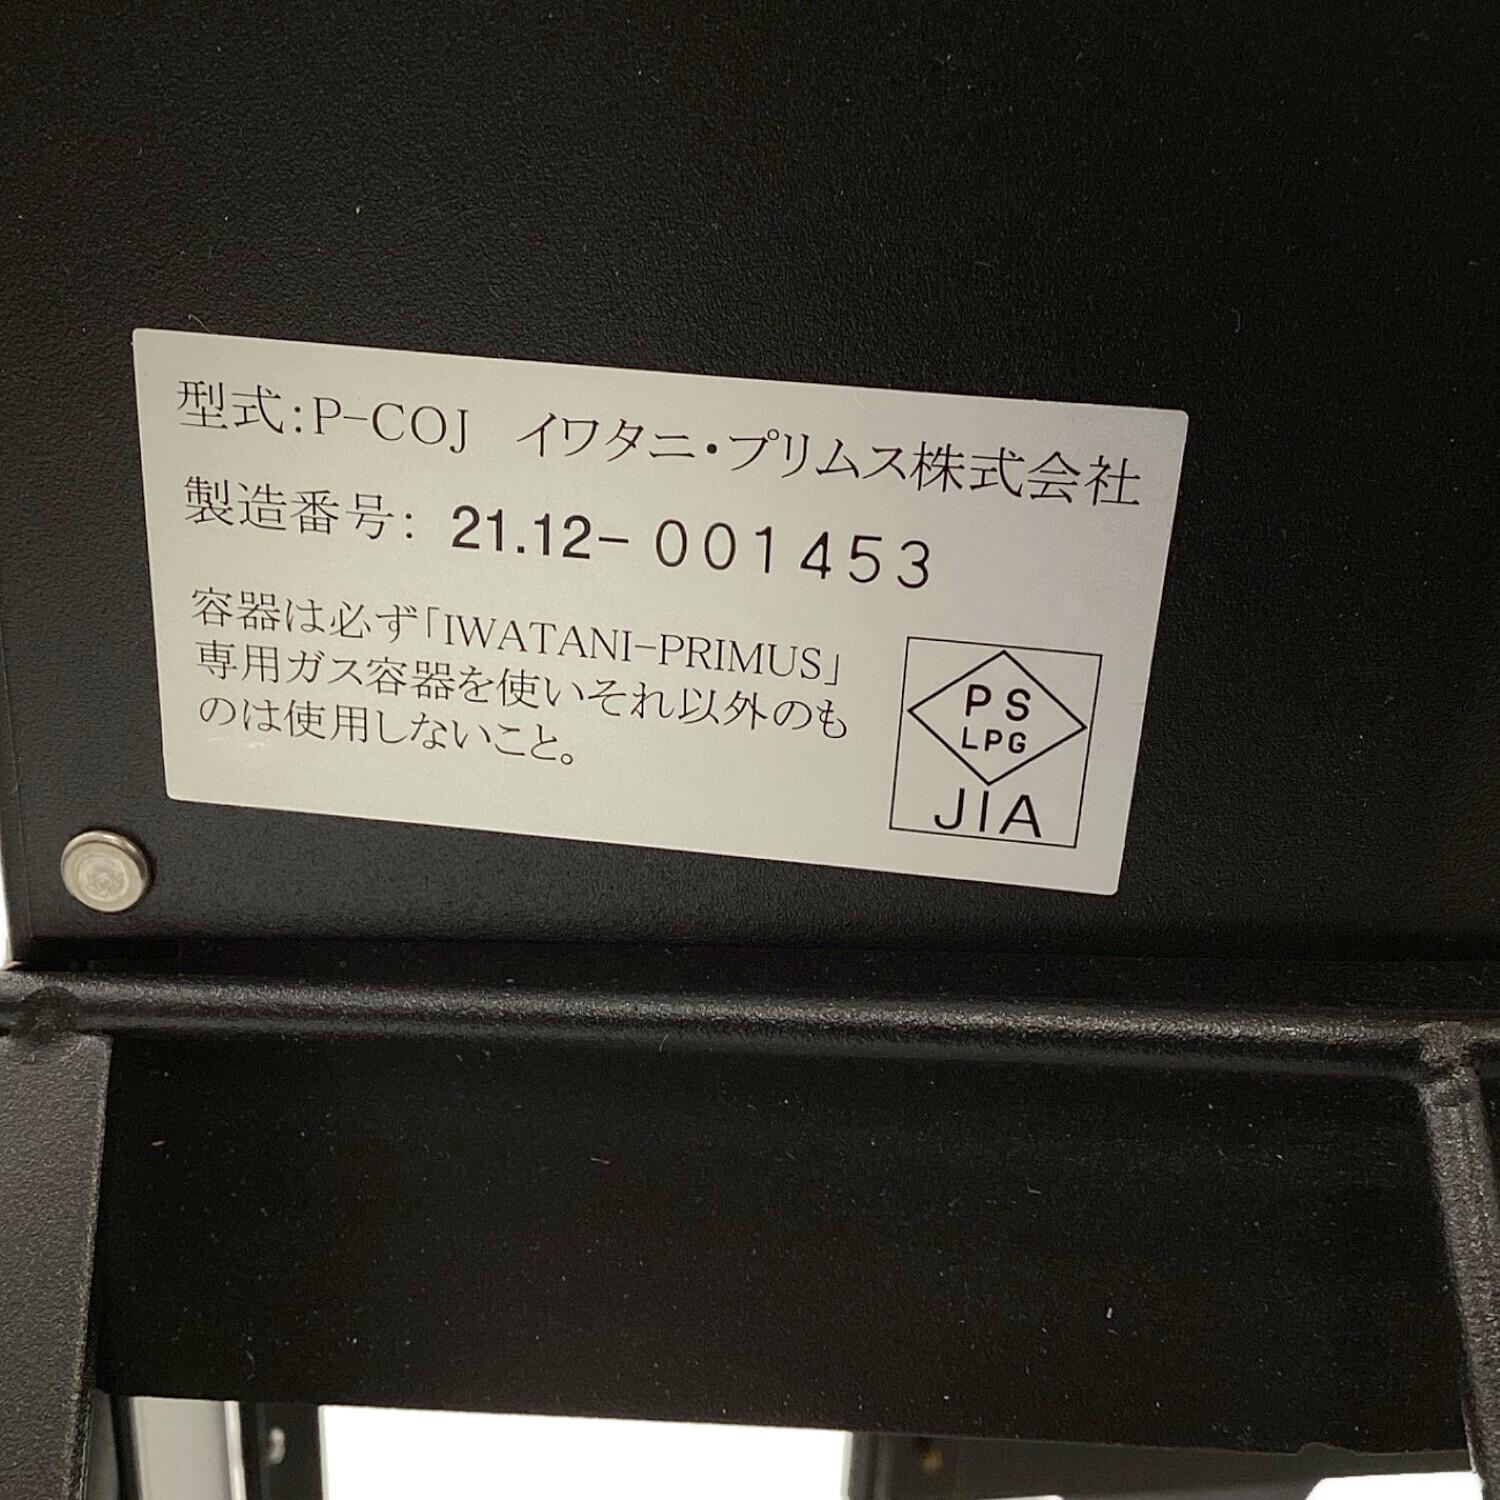 型式:P-COJ　イワタニ・プリムス株式会社
製造番号: 21.12- 001453
容器は必ず「IWATANI-PRIMUS」
専用ガス容器を使いそれ以外のも
のは使用しないこと。
PS
LPG
JIA